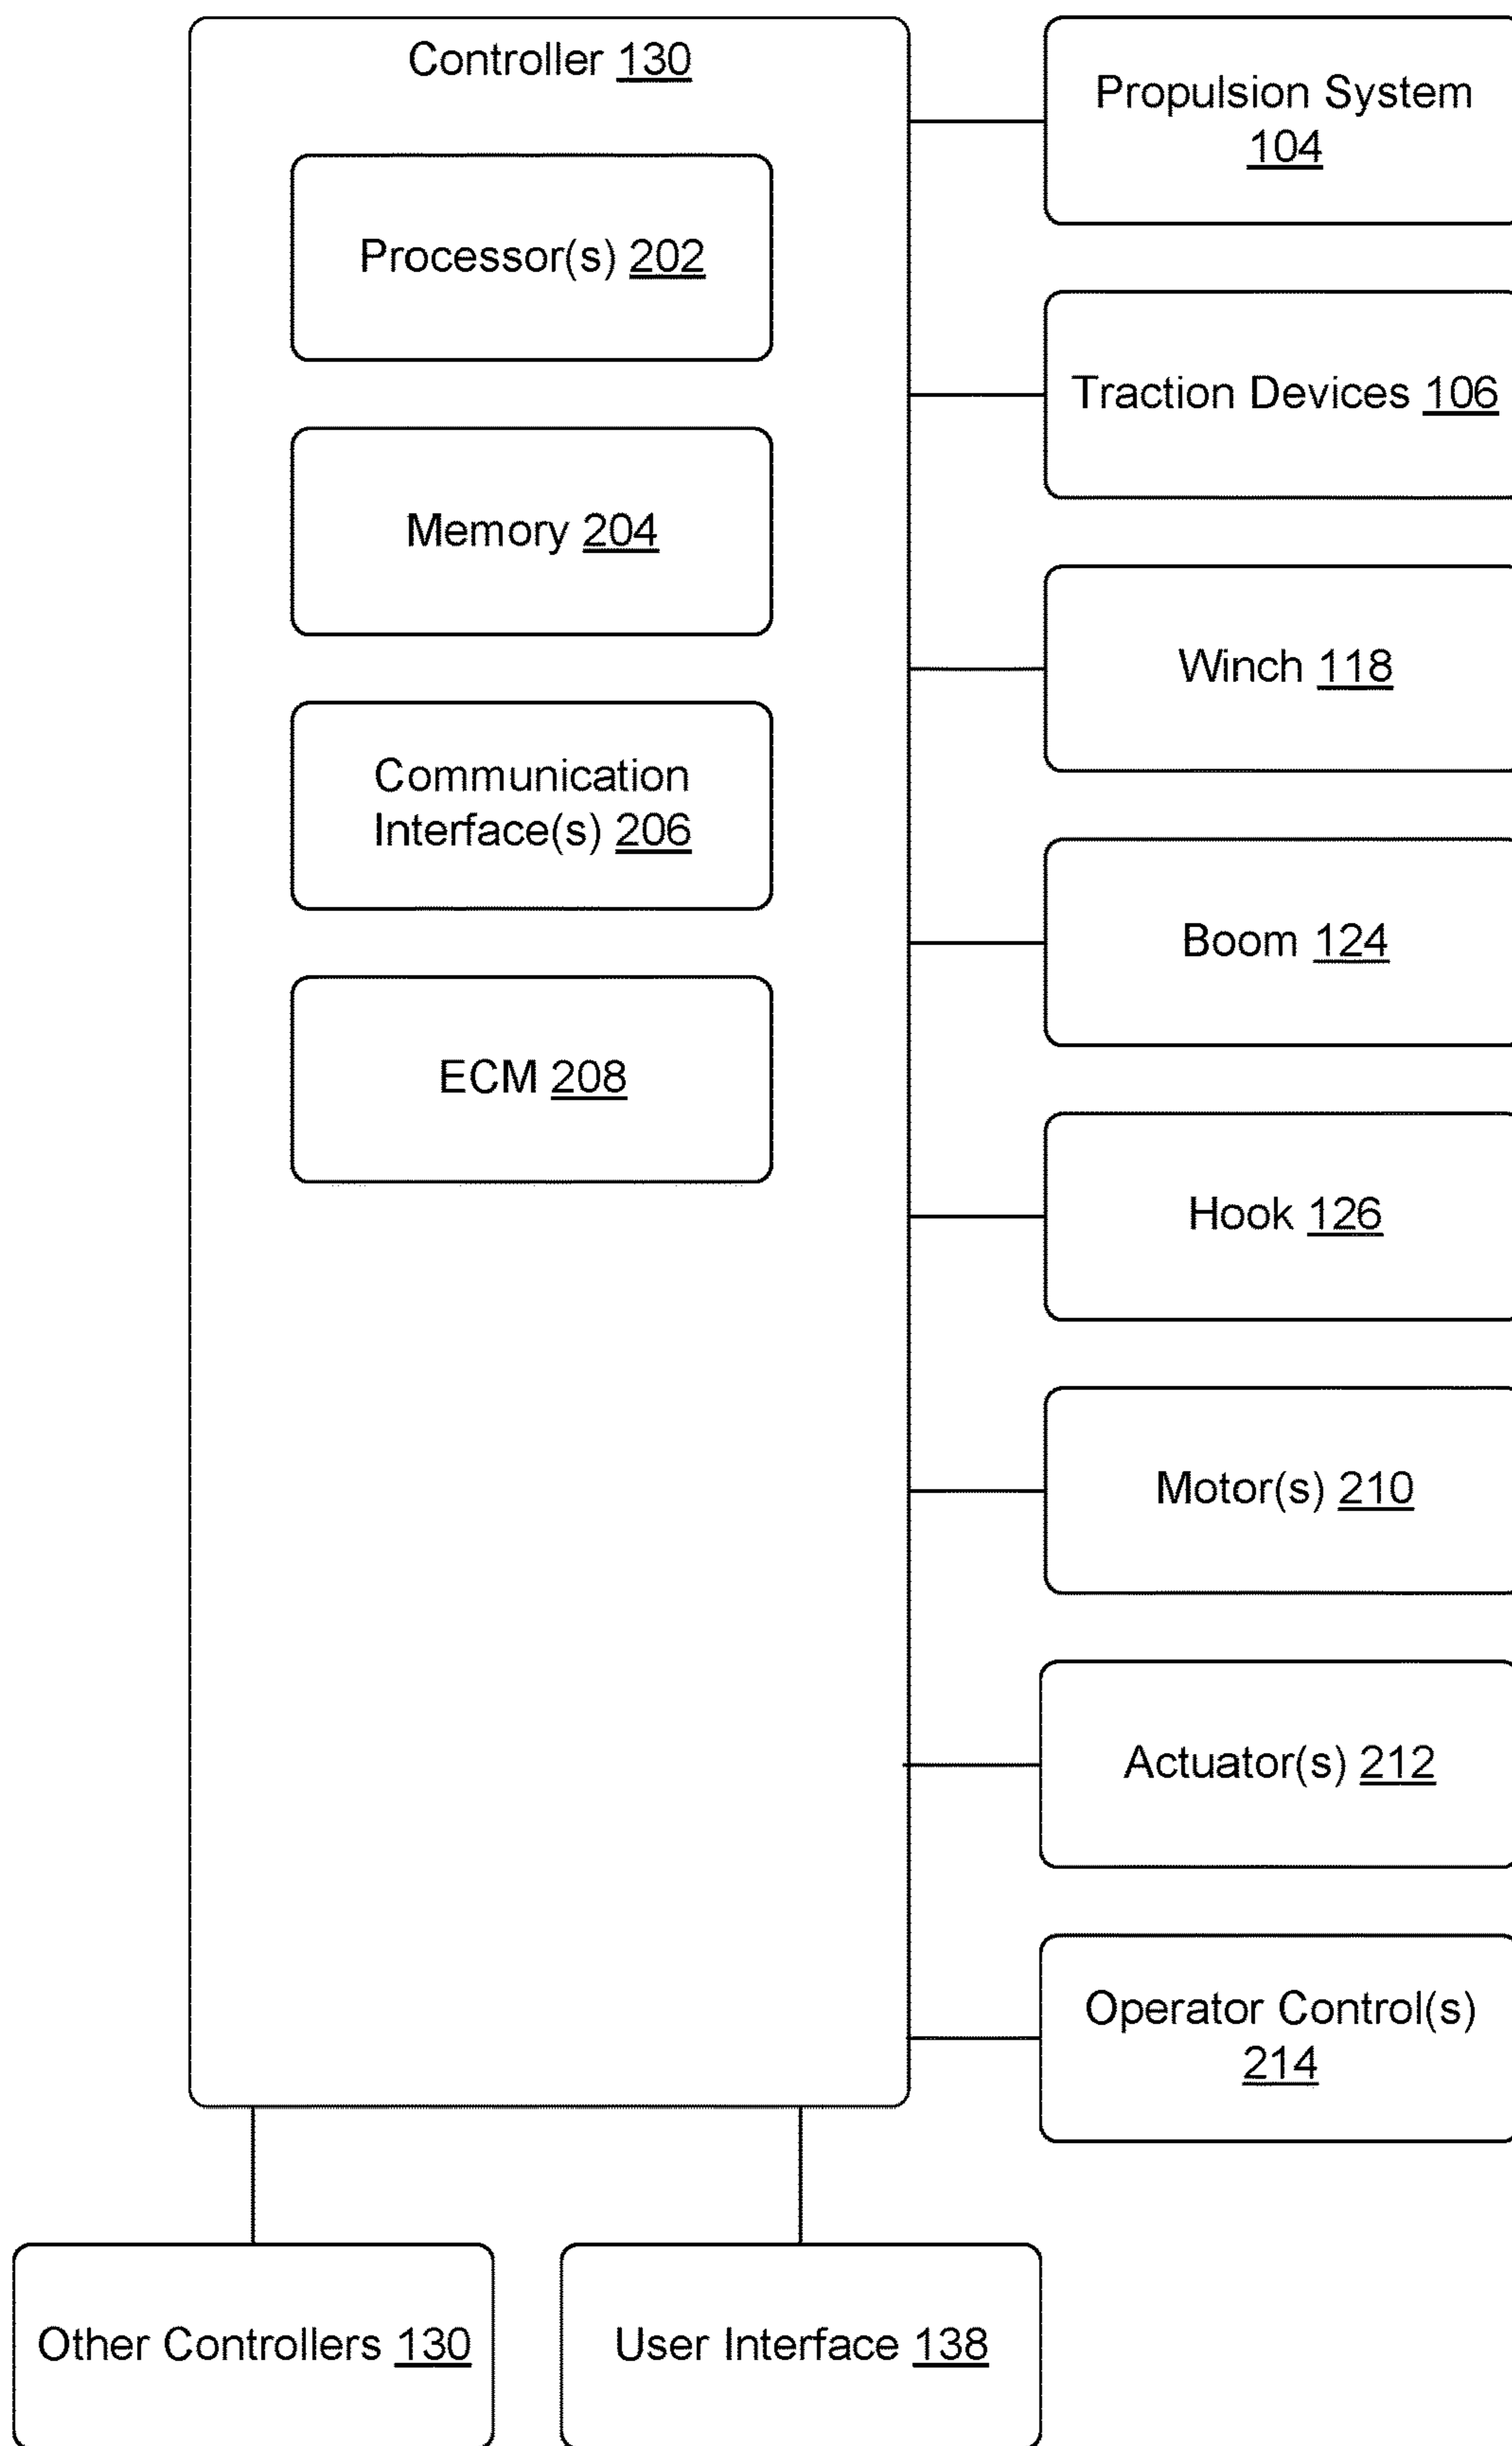 Controller 130
Processor(s) 202
Memory 204
Communication
Interface(s) 206
ECM 208
Propulsion System
104
Traction Devices 106
Winch 118
Boom 124
Hook 126
Motor(s) 210
Actuator(s) 212
Operator Control(s)
214
Other Controllers 130
User Interface 138